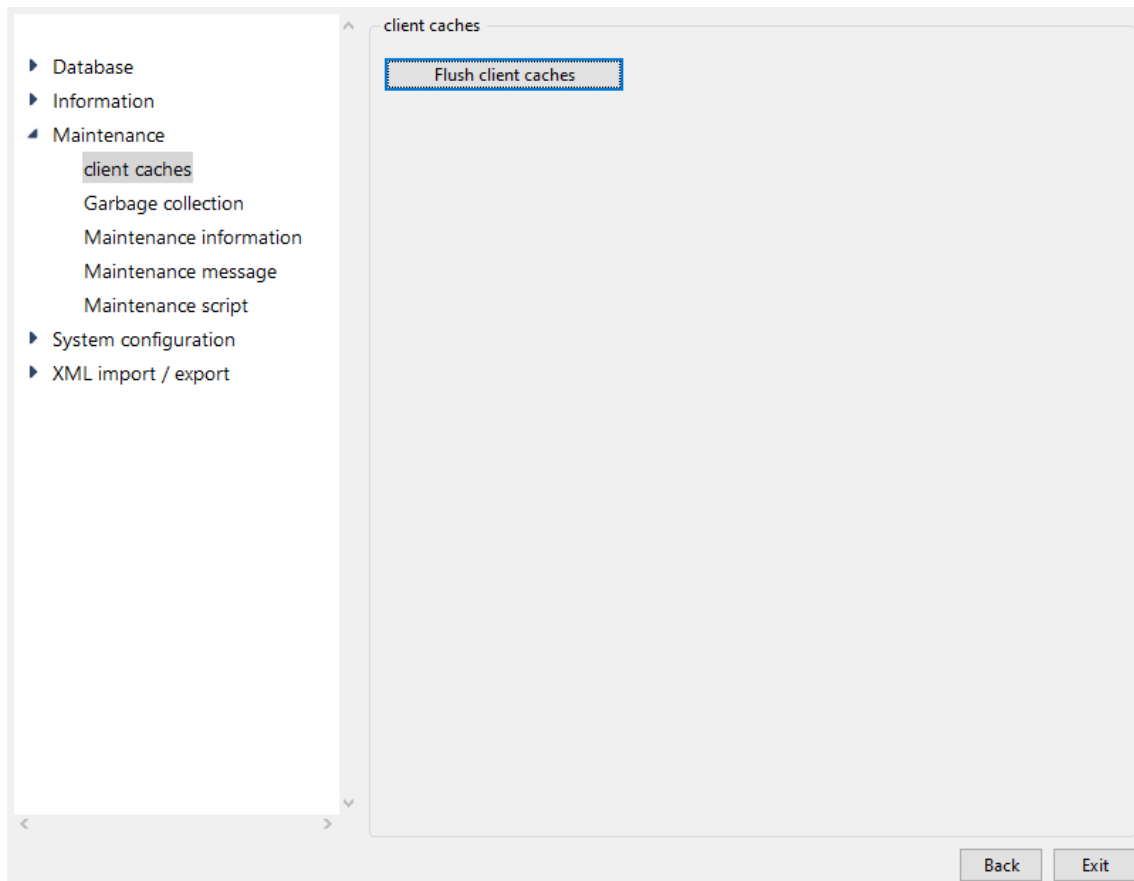 Database
Information
Maintenance
client caches
Garbage collection
Maintenance information
Maintenance message
Maintenance script
System configuration
XML import / export
client caches
Flush client caches
Back
Exit